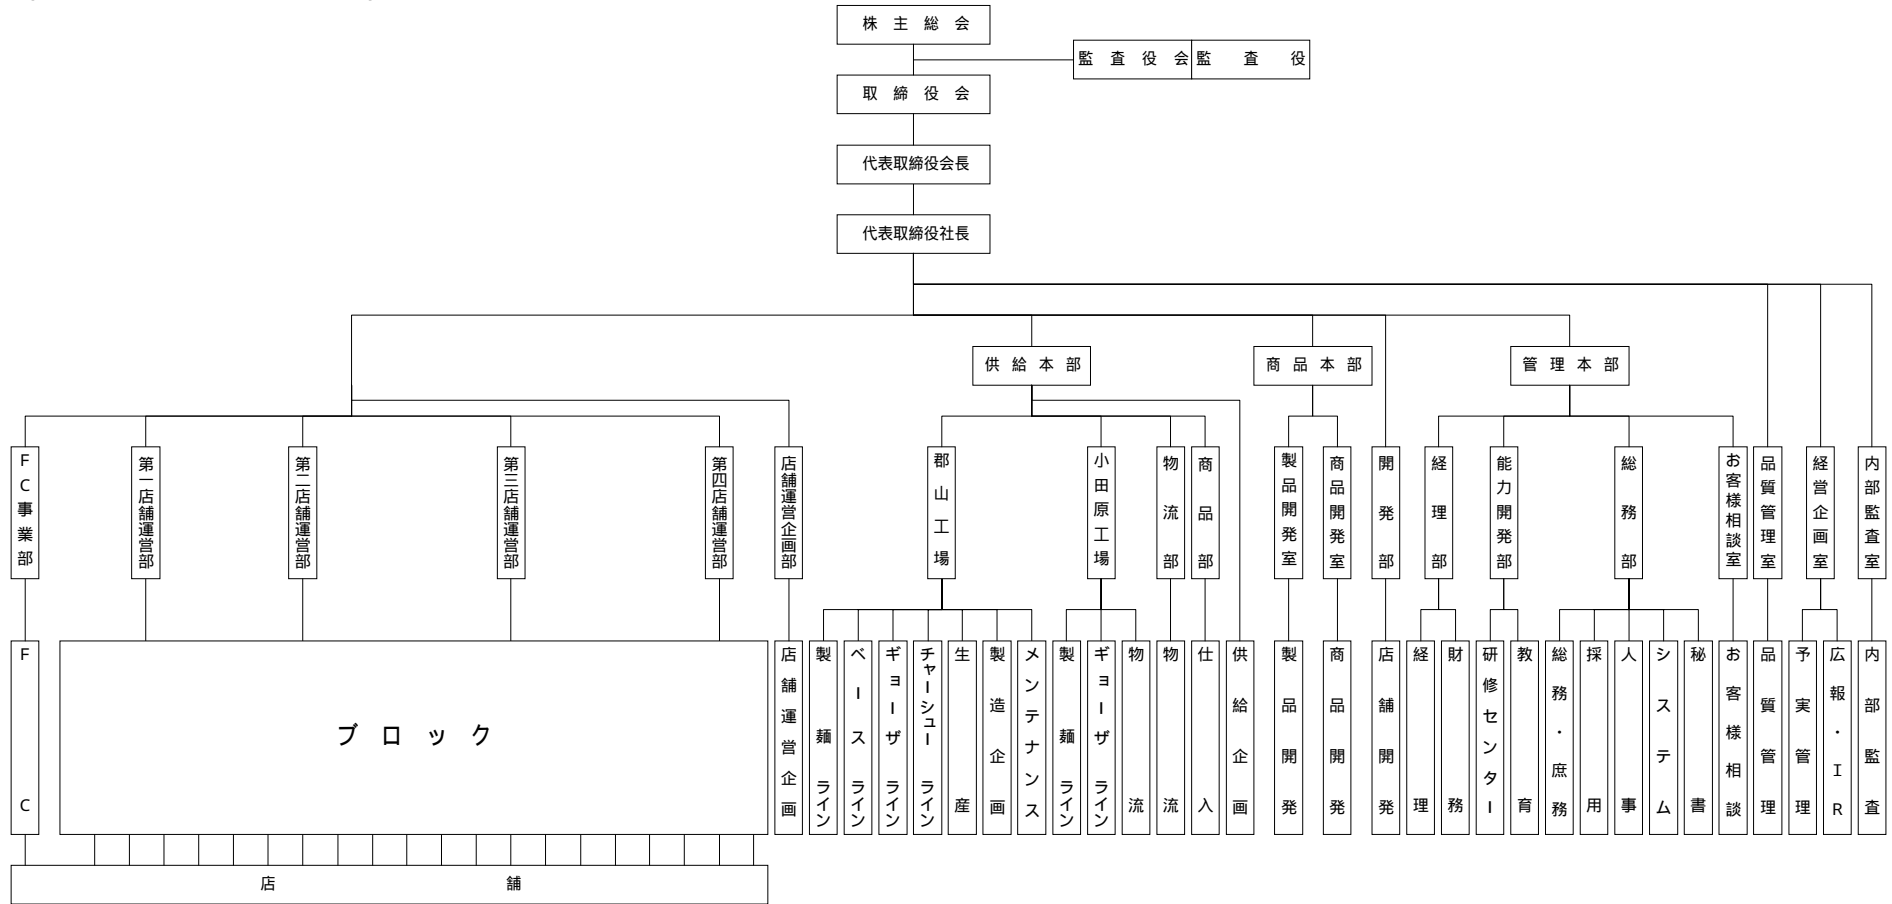 株主総会
監査役会
監査役
取締役会
代表取締役会長
代表取締役社長
供給本部
商品本部
管理本部
FC事業部
第一店舗運営部
第二店舗運営部
第三店舗運営部
第四店舗運営部
店舗運営企画部
郡山工場
小田原工場
物流部
商品部
製品開発室
商品開発室
開発部
経理部
能力開発部
総務部
お客様相談室
品質管理室
経営企画室
内部監査室
FC
ブロック
店舗運営企画
製麺ライン
ベースライン
ギョーザライン
チャーシューライン
生産
製造企画
メンテナンス
製麺ライン
ギョーザライン
物流
物流
仕入
供給企画
製品開発
商品開発
店舗開発
経理
財務
研修センター
教育
総務・庶務
採用
人事
システム
秘書
お客様相談
品質管理
予実管理
広報・IR
内部監査
店舗